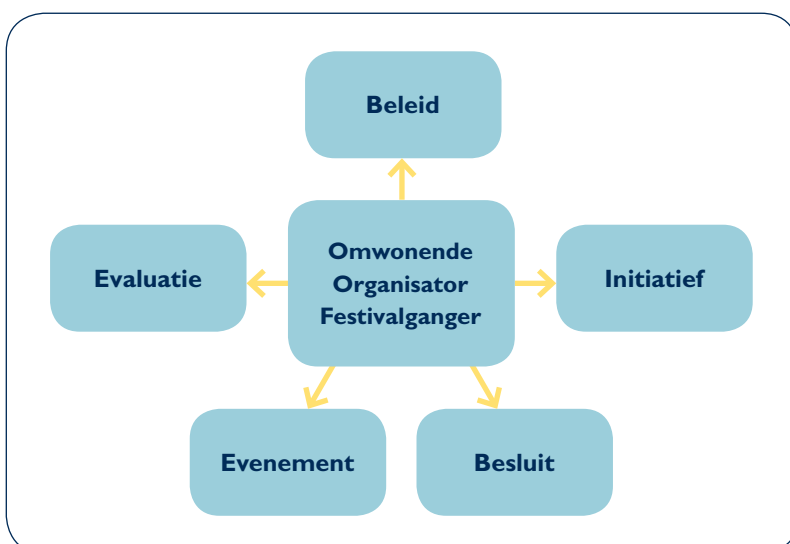 Beleid
Evaluatie
Omwonende
Organisator
Festivalganger
Initiatief
Evenement
Besluit